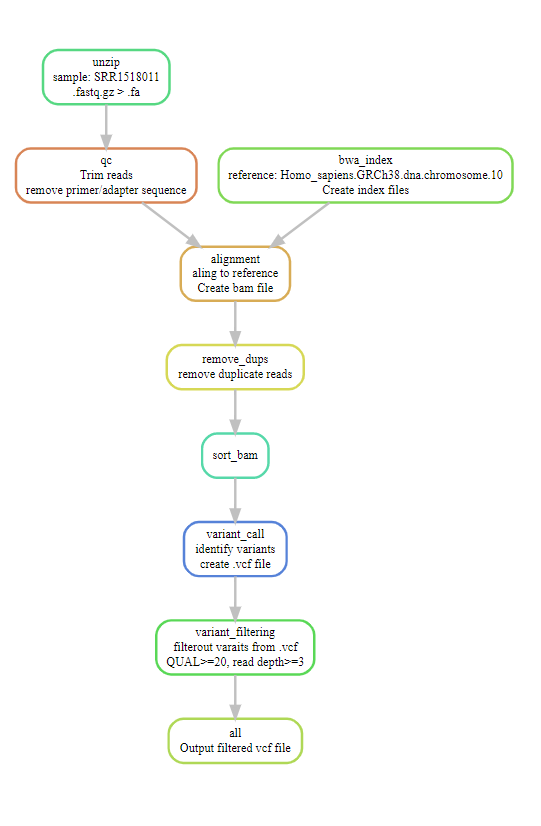 unzip
sample: SRR1518011
.fastq.gz > .fa
qc
Trim reads
remove primer/adapter sequence
bwa_index
reference: Homo_sapiens.GRCh38.dna.chromosome.10
Create index files
alignment
aling to reference
Create bam file
remove_dups
remove duplicate reads
sort_bam
variant_call
identify variants
create .vcf file
variant_filtering
filterout varaits from .vcf
QUAL>=20, read depth>=3
all
Output filtered vcf file